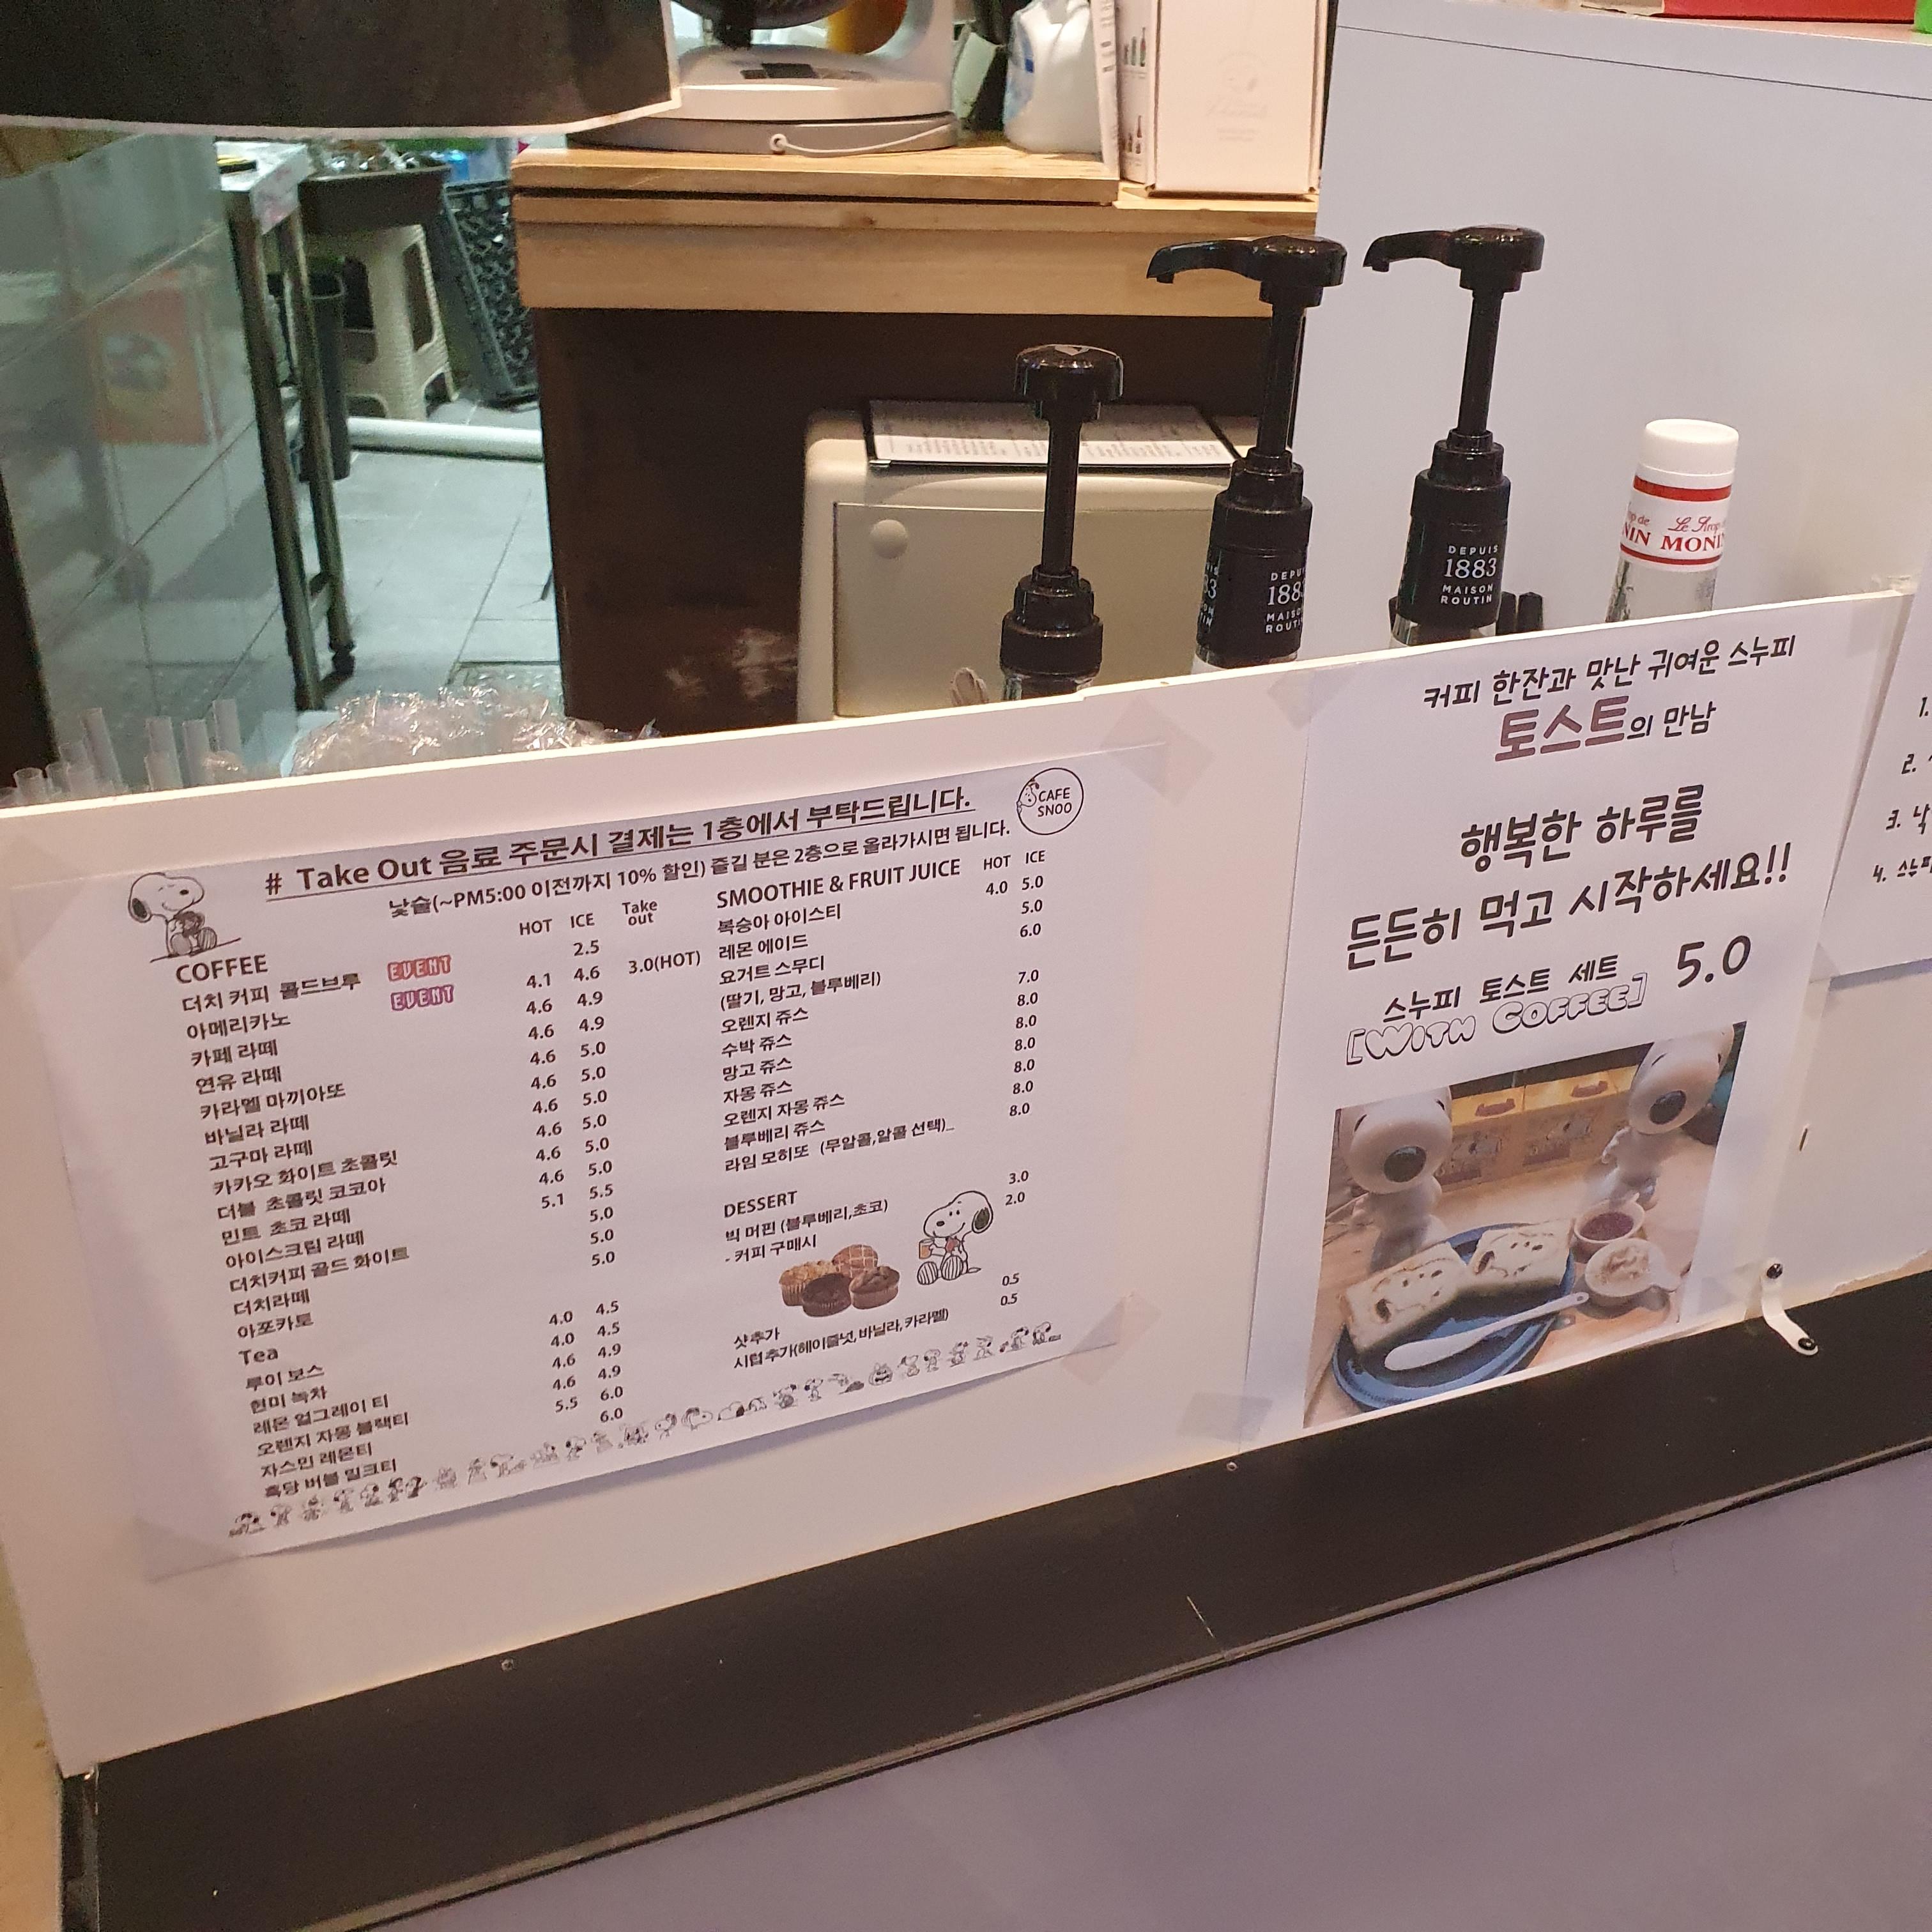 # Take Out 음료 주문시 결제는 1층에서 부탁드립니다.
낮술(~PM5:00 이전까지 10% 할인) 즐길 분은 2층으로 올라가시면 됩니다.
CAFE
SNOO
HOT ICE Take out
COFFEE
더치 커피 콜드브루 EVENT 2.5
아메리카노 EVENT 4.1 4.6 3.0(HOT)
카페 라떼 4.6 4.9
연유 라떼 4.6 4.9
카라멜 마끼아또 4.6 5.0
바닐라 라떼 4.6 5.0
고구마 라떼 4.6 5.0
카카오 화이트 초콜릿 4.6 5.0
더블 초콜릿 코코아 4.6 5.0
민트 초코 라떼 4.6 5.0
아이스크림 라떼 5.1 5.5
더치커피 골드 화이트 5.0
더치라떼 5.0
아포카토 5.0
Tea
루이 보스 4.0 4.5
현미 녹차 4.0 4.5
레몬 얼그레이 티 4.6 4.9
오렌지 자몽 블랙티 4.6 4.9
자스민 레몬티 5.5 6.0
흑당 버블 밀크티 6.0
SMOOTHIE & FRUIT JUICE HOT ICE
복숭아 아이스티 4.0 5.0
레몬 에이드 5.0
요거트 스무디 6.0
(딸기, 망고, 블루베리)
오렌지 쥬스 7.0
수박 쥬스 8.0
망고 쥬스 8.0
자몽 쥬스 8.0
오렌지 자몽 쥬스 8.0
블루베리 쥬스 8.0
라임 모히또 (무알콜,알콜 선택)_ 8.0
DESSERT
빅 머핀 (블루베리,초코) 3.0
- 커피 구매시 2.0
샷추가 0.5
시럽추가(헤이즐넛, 바닐라, 카라멜) 0.5
커피 한잔과 맛난 귀여운 스누피
토스트의 만남
행복한 하루를
든든히 먹고 시작하세요!!
스누피 토스트 세트 5.0
[WITH COFFEE]
1.
2.
3.
4. 스누피
DEPUIS
1883
MAISON
ROUTIN
DEPUIS
1883
MAISON
ROUTIN
Le Sirop de
MONIN